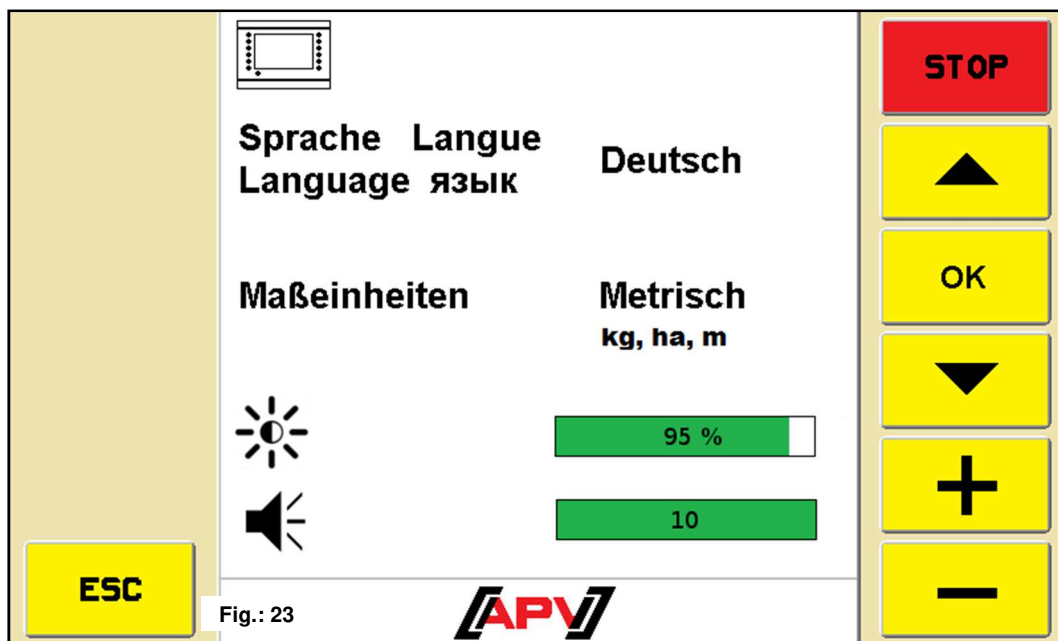 Sprache Langue
Language язык
Deutsch
Maßeinheiten
Metrisch
kg, ha, m
95 %
10
STOP
OK
ESC
Fig.: 23
APV